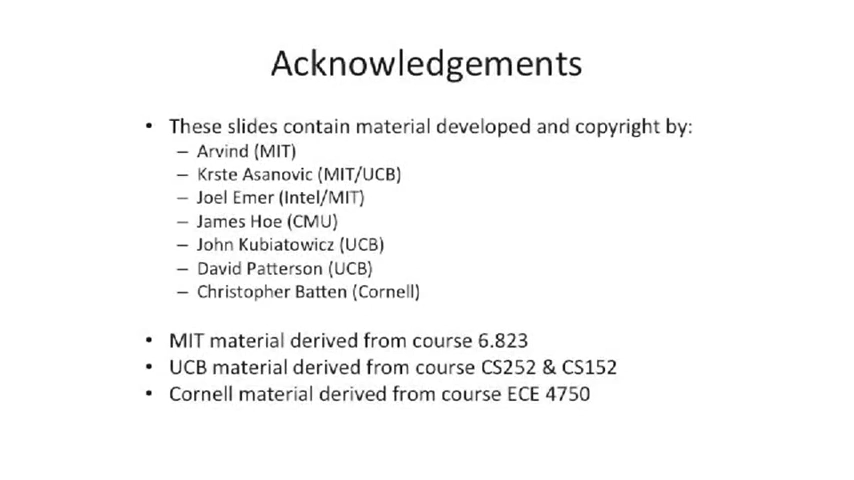 Acknowledgements
• These slides contain material developed and copyright by:
– Arvind (MIT)
– Krste Asanovic (MIT/UCB)
– Joel Emer (Intel/MIT)
– James Hoe (CMU)
– John Kubiatowicz (UCB)
– David Patterson (UCB)
– Christopher Batten (Cornell)
• MIT material derived from course 6.823
• UCB material derived from course CS252 & CS152
• Cornell material derived from course ECE 4750